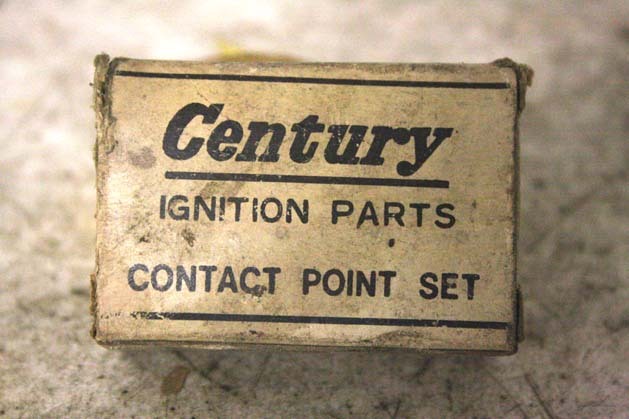 Century
IGNITION PARTS
CONTACT POINT SET